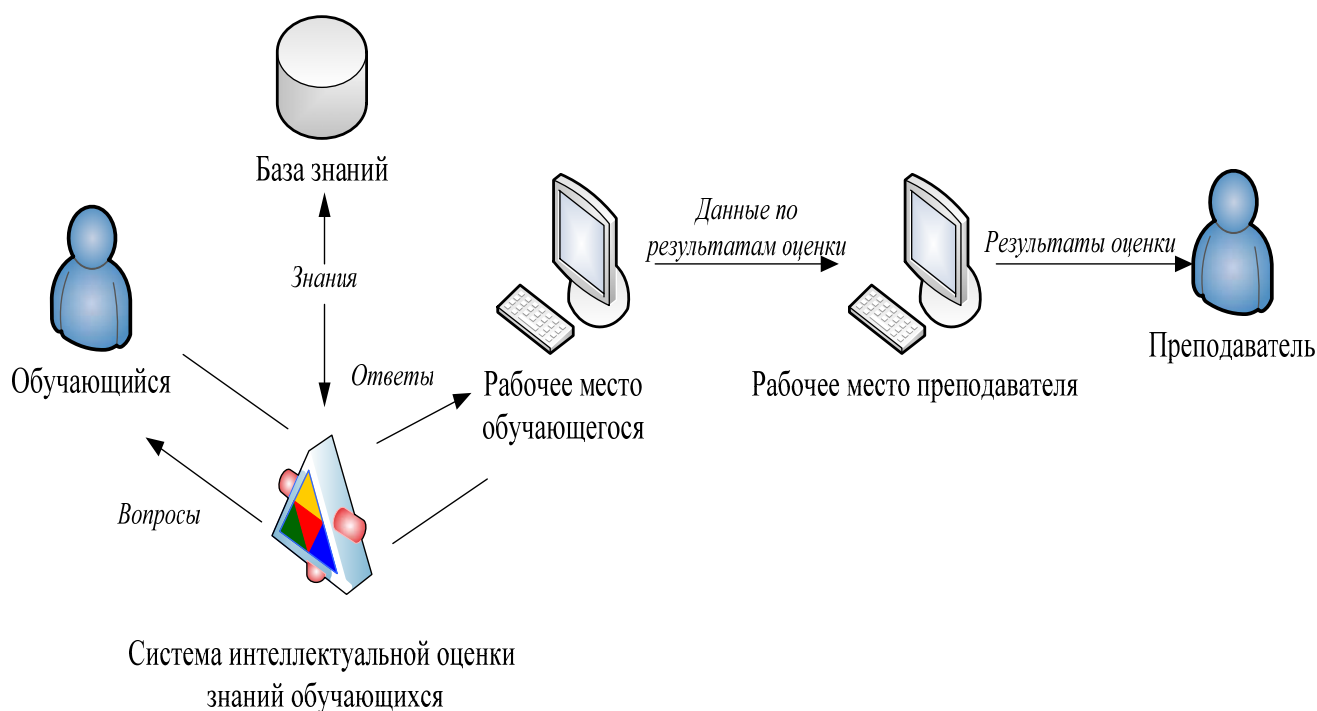 База знаний
Знания
Обучающийся
Вопросы
Ответы
Рабочее место
обучающегося
Данные по
результатам оценки
Рабочее место преподавателя
Результаты оценки
Преподаватель
Система интеллектуальной оценки
знаний обучающихся